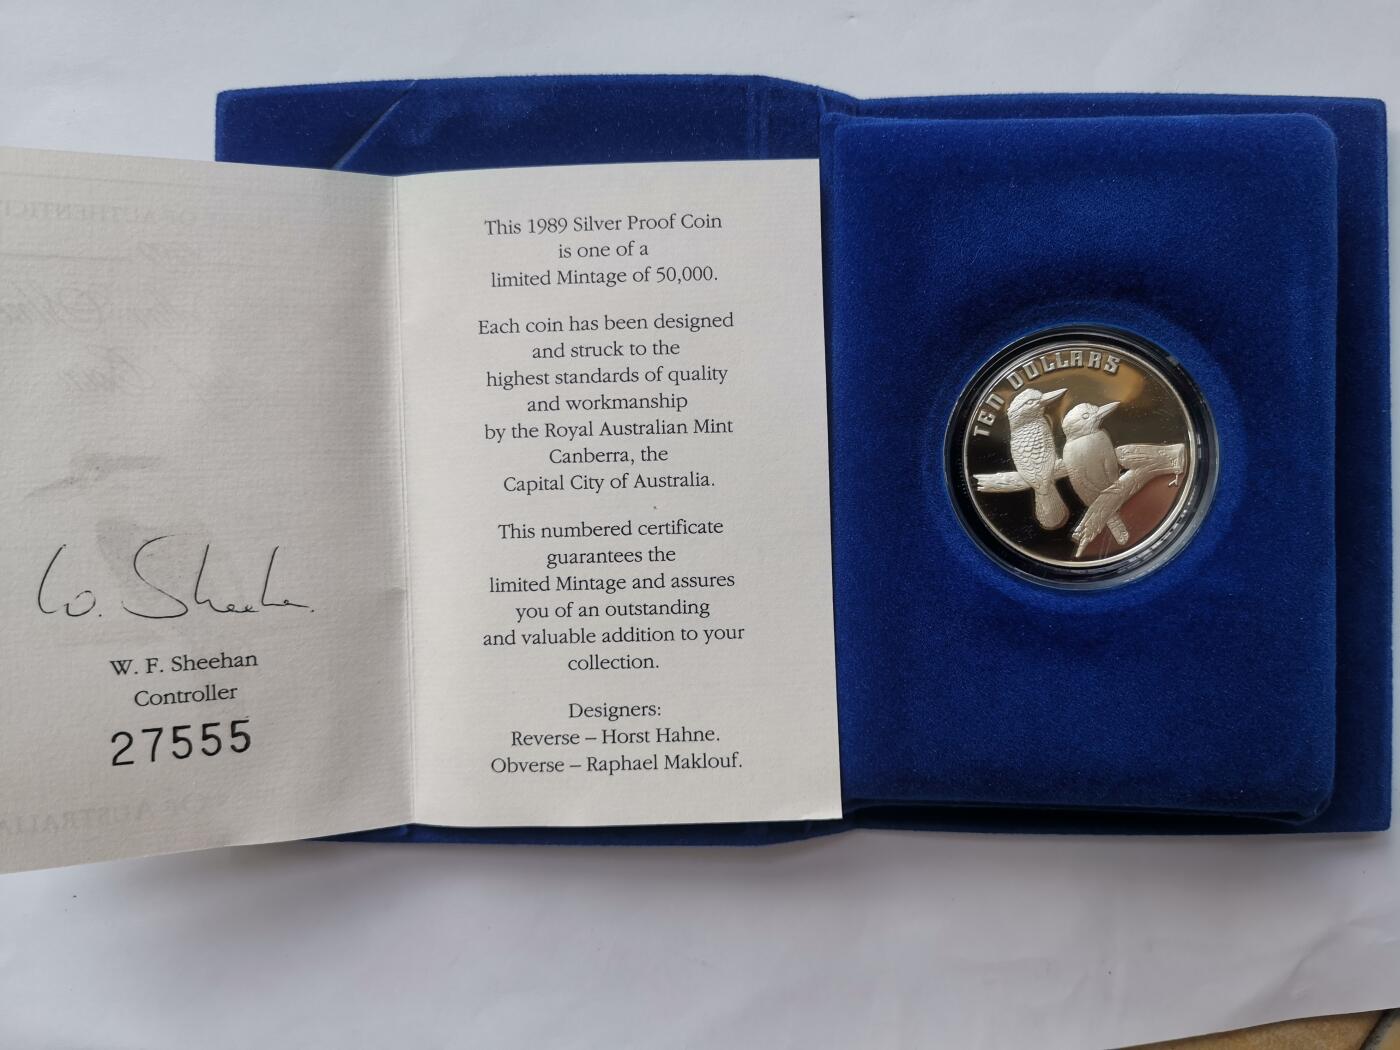 W. Sheehan.
W. F. Sheehan
Controller
27555
This 1989 Silver Proof Coin
is one of a
limited Mintage of 50,000.
Each coin has been designed
and struck to the
highest standards of quality
and workmanship
by the Royal Australian Mint
Canberra, the
Capital City of Australia.
This numbered certificate
guarantees the
limited Mintage and assures
you of an outstanding
and valuable addition to your
collection.
Designers:
Reverse – Horst Hahne.
Obverse – Raphael Maklouf.
TEN DOLLARS